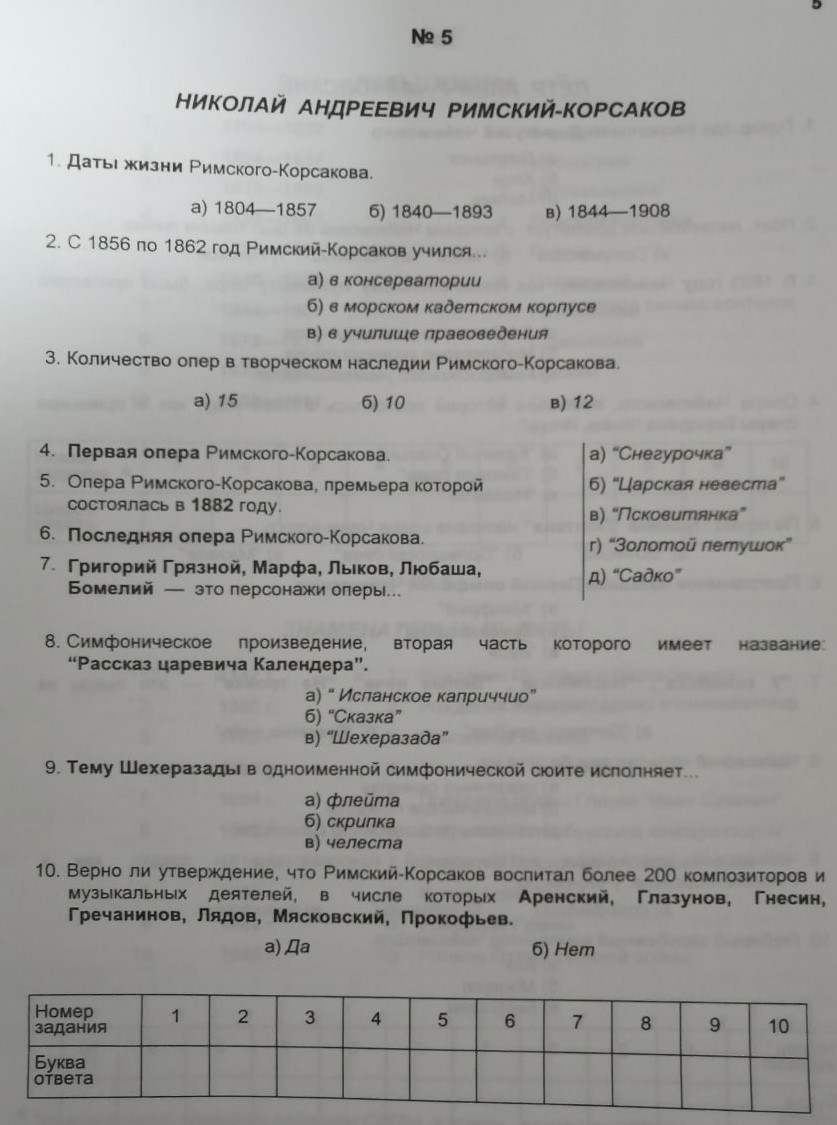 5
№ 5
НИКОЛАЙ АНДРЕЕВИЧ РИМСКИЙ-КОРСАКОВ
1. Даты жизни Римского-Корсакова.
а) 1804—1857 б) 1840—1893 в) 1844—1908
2. С 1856 по 1862 год Римский-Корсаков учился...
а) в консерватории
б) в морском кадетском корпусе
в) в училище правоведения
3. Количество опер в творческом наследии Римского-Корсакова.
а) 15 б) 10 в) 12
4. Первая опера Римского-Корсакова.
5. Опера Римского-Корсакова, премьера которой
состоялась в 1882 году.
6. Последняя опера Римского-Корсакова.
7. Григорий Грязной, Марфа, Лыков, Любаша,
Бомелий — это персонажи оперы...
а) "Снегурочка"
б) "Царская невеста"
в) "Псковитянка"
г) "Золотой петушок"
д) "Садко"
8. Симфоническое произведение, вторая часть которого имеет название:
"Рассказ царевича Календера".
а) " Испанское каприччио"
б) "Сказка"
в) "Шехеразада"
9. Тему Шехеразады в одноименной симфонической сюите исполняет...
а) флейта
б) скрипка
в) челеста
10. Верно ли утверждение, что Римский-Корсаков воспитал более 200 композиторов и
музыкальных деятелей, в числе которых Аренский, Глазунов, Гнесин,
Гречанинов, Лядов, Мясковский, Прокофьев.
а) Да б) Нет
Номер
задания 1 2 3 4 5 6 7 8 9 10
Буква
ответа